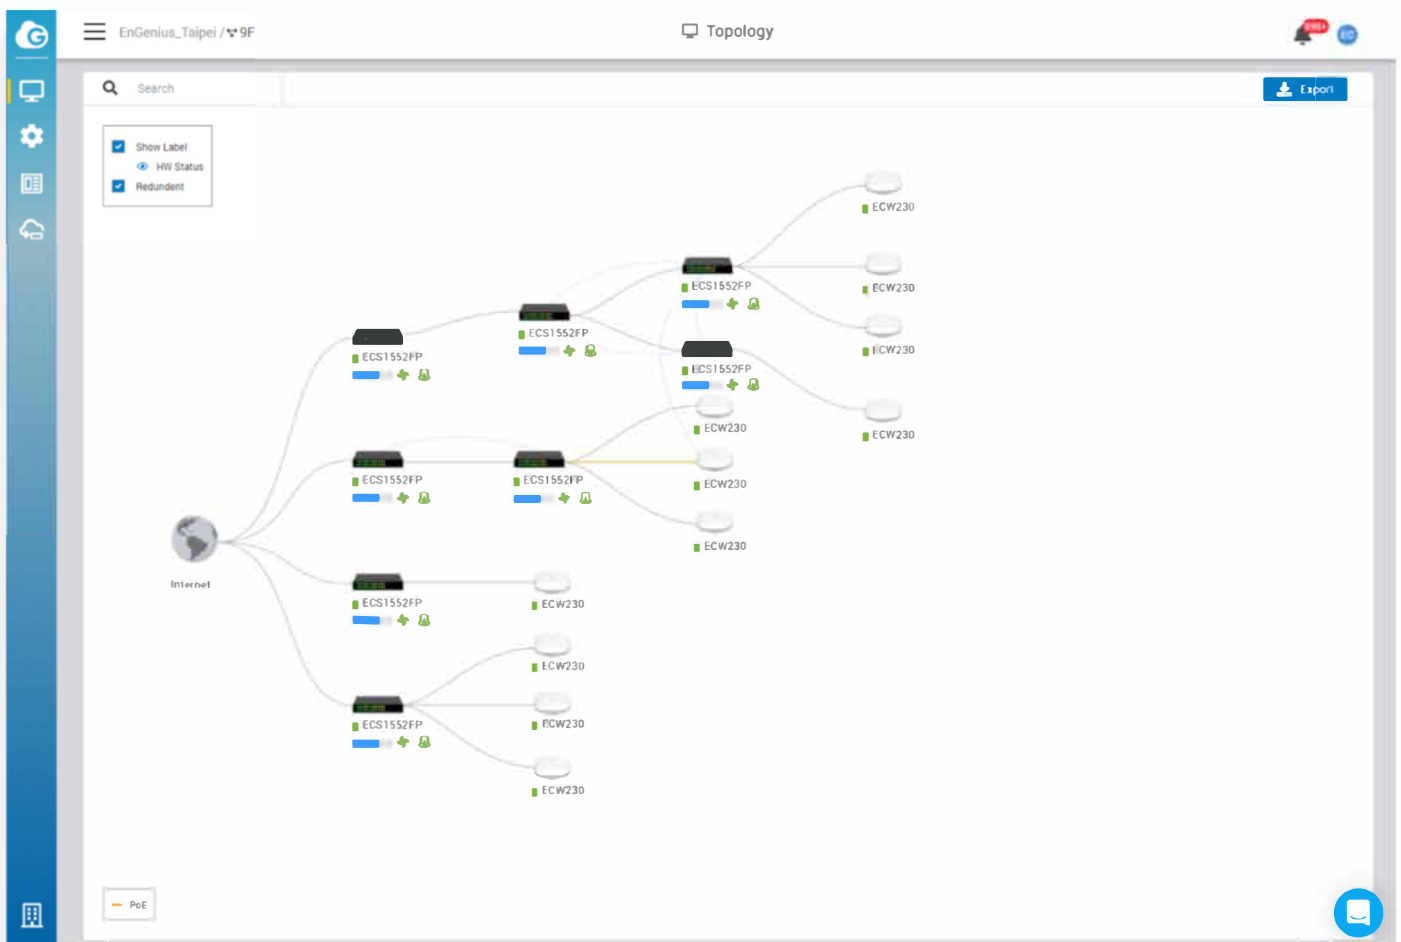 EnGenius_Taipei / 9F
Topology
EC
Search
Export
Show Label
HW Status
Redundent
ECW230
ECS1552FP
ECW230
ECS1552FP
ECW230
ECS1552FP
ECS1552FP
ECW230
ECW230
ECS1552FP
ECS1552FP
ECW230
ECW230
Internet
ECS1552FP
ECW230
ECW230
ECS1552FP
ECW230
ECW230
PoE